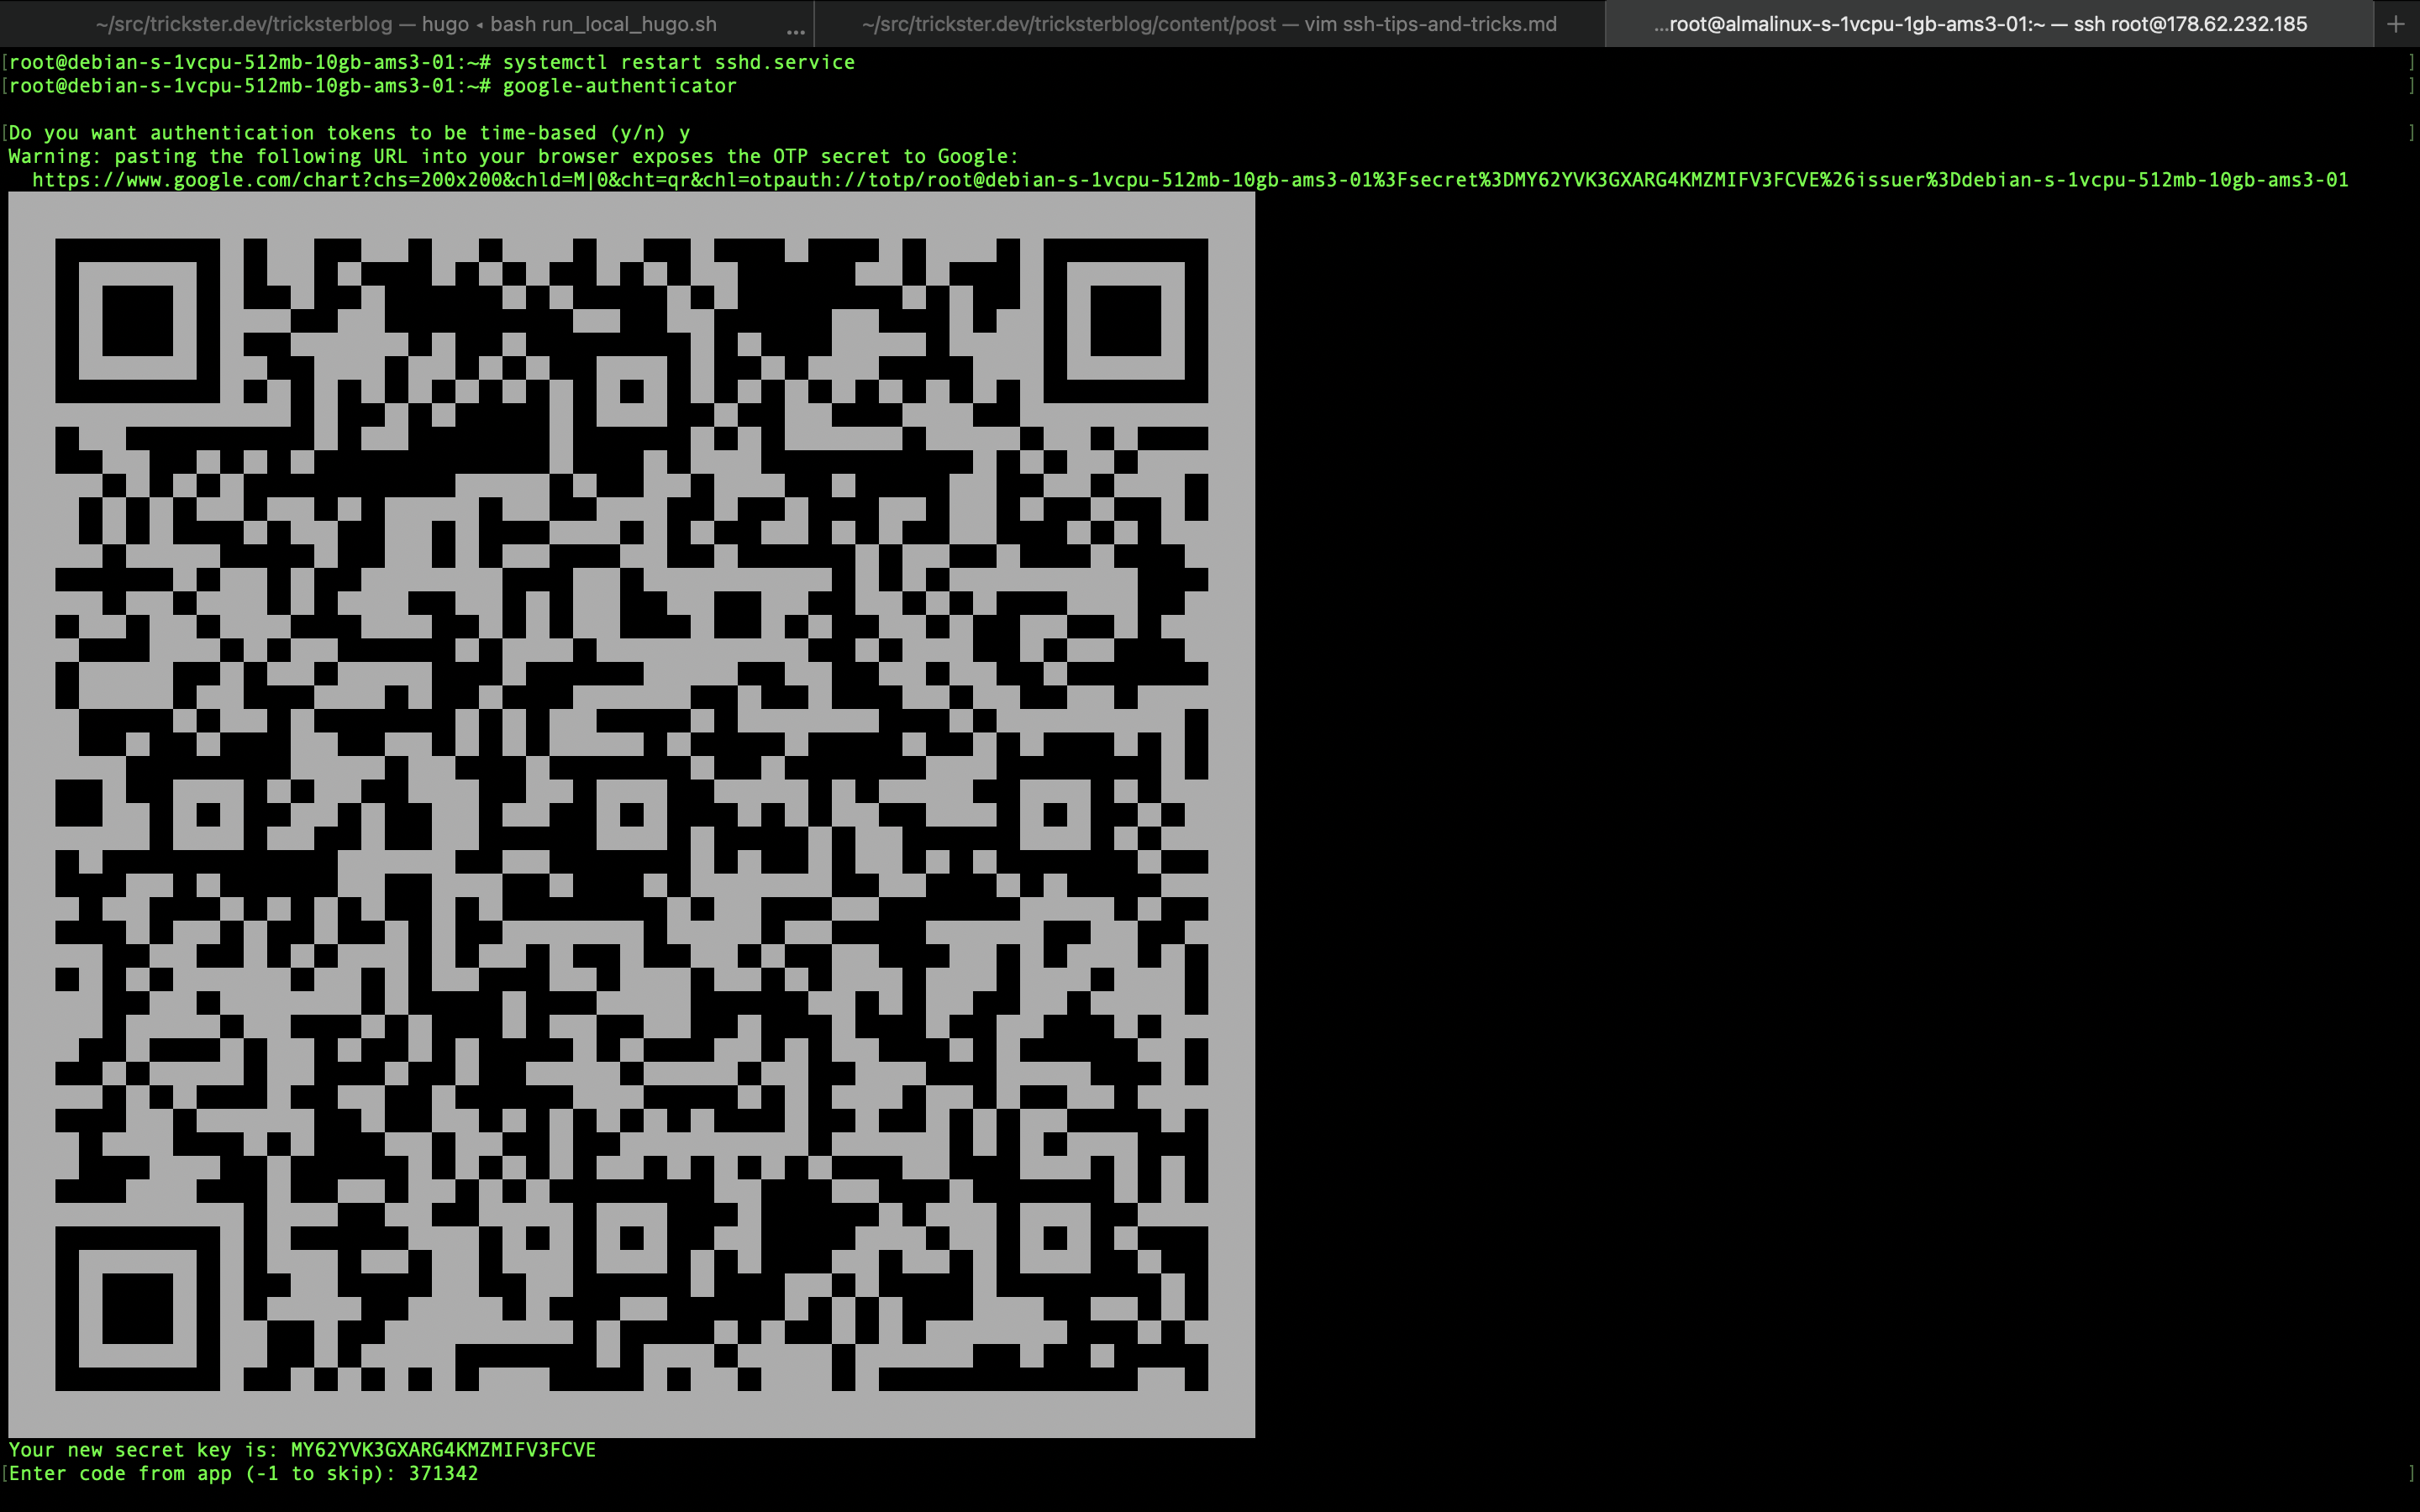 ~/src/trickster.dev/tricksterblog — hugo ◂ bash run_local_hugo.sh ...
~/src/trickster.dev/tricksterblog/content/post — vim ssh-tips-and-tricks.md
...root@almalinux-s-1vcpu-1gb-ams3-01:~ — ssh root@178.62.232.185 +
[root@debian-s-1vcpu-512mb-10gb-ams3-01:~# systemctl restart sshd.service ]
[root@debian-s-1vcpu-512mb-10gb-ams3-01:~# google-authenticator ]
[Do you want authentication tokens to be time-based (y/n) y ]
Warning: pasting the following URL into your browser exposes the OTP secret to Google:
https://www.google.com/chart?chs=200x200&chld=M|0&cht=qr&chl=otpauth://totp/root@debian-s-1vcpu-512mb-10gb-ams3-01%3Fsecret%3DMY62YVK3GXARG4KMZMIFV3FCVE%26issuer%3Ddebian-s-1vcpu-512mb-10gb-ams3-01
Your new secret key is: MY62YVK3GXARG4KMZMIFV3FCVE
[Enter code from app (-1 to skip): 371342 ]